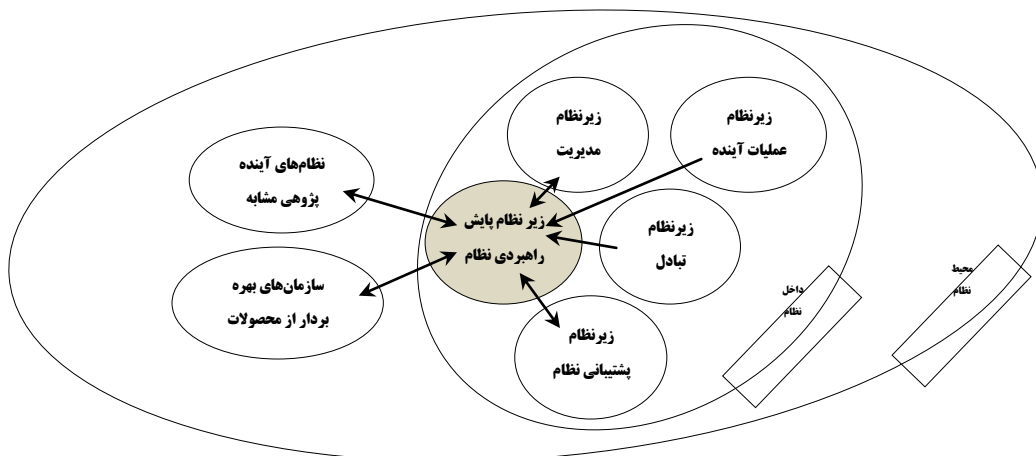 زیرنظام
عملیات آینده
زیرنظام
مدیریت
نظام‌های آینده
پژوهی مشابه
زیر نظام پایش
راهبردی نظام
زیرنظام
تبادل
سازمان‌های بهره
بردار از محصولات
زیرنظام
پشتیبانی نظام
داخل
نظام
محیط
نظام